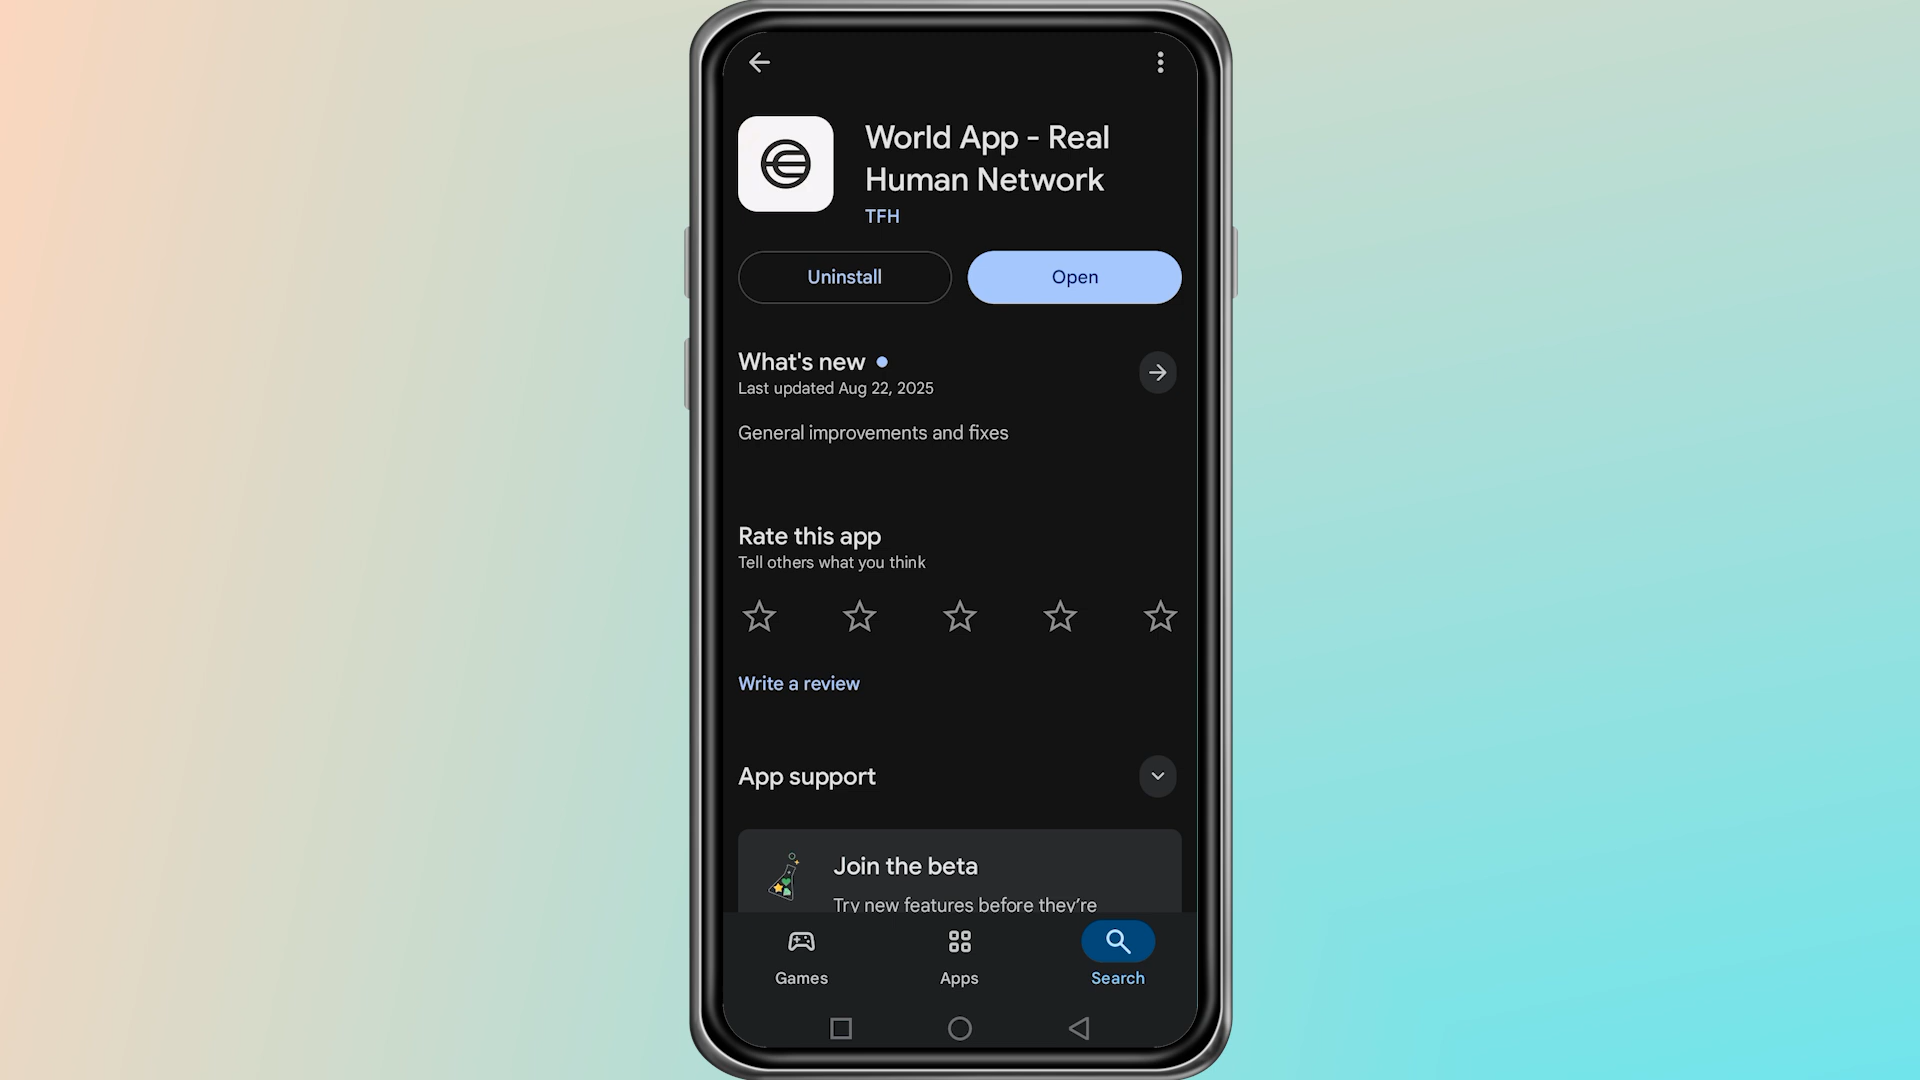 World App - Real
Human Network
TFH
Uninstall
Open
What's new
Last updated Aug 22, 2025
General improvements and fixes
Rate this app
Tell others what you think
Write a review
App support
Join the beta
Try new features before they're
Games
Apps
Search